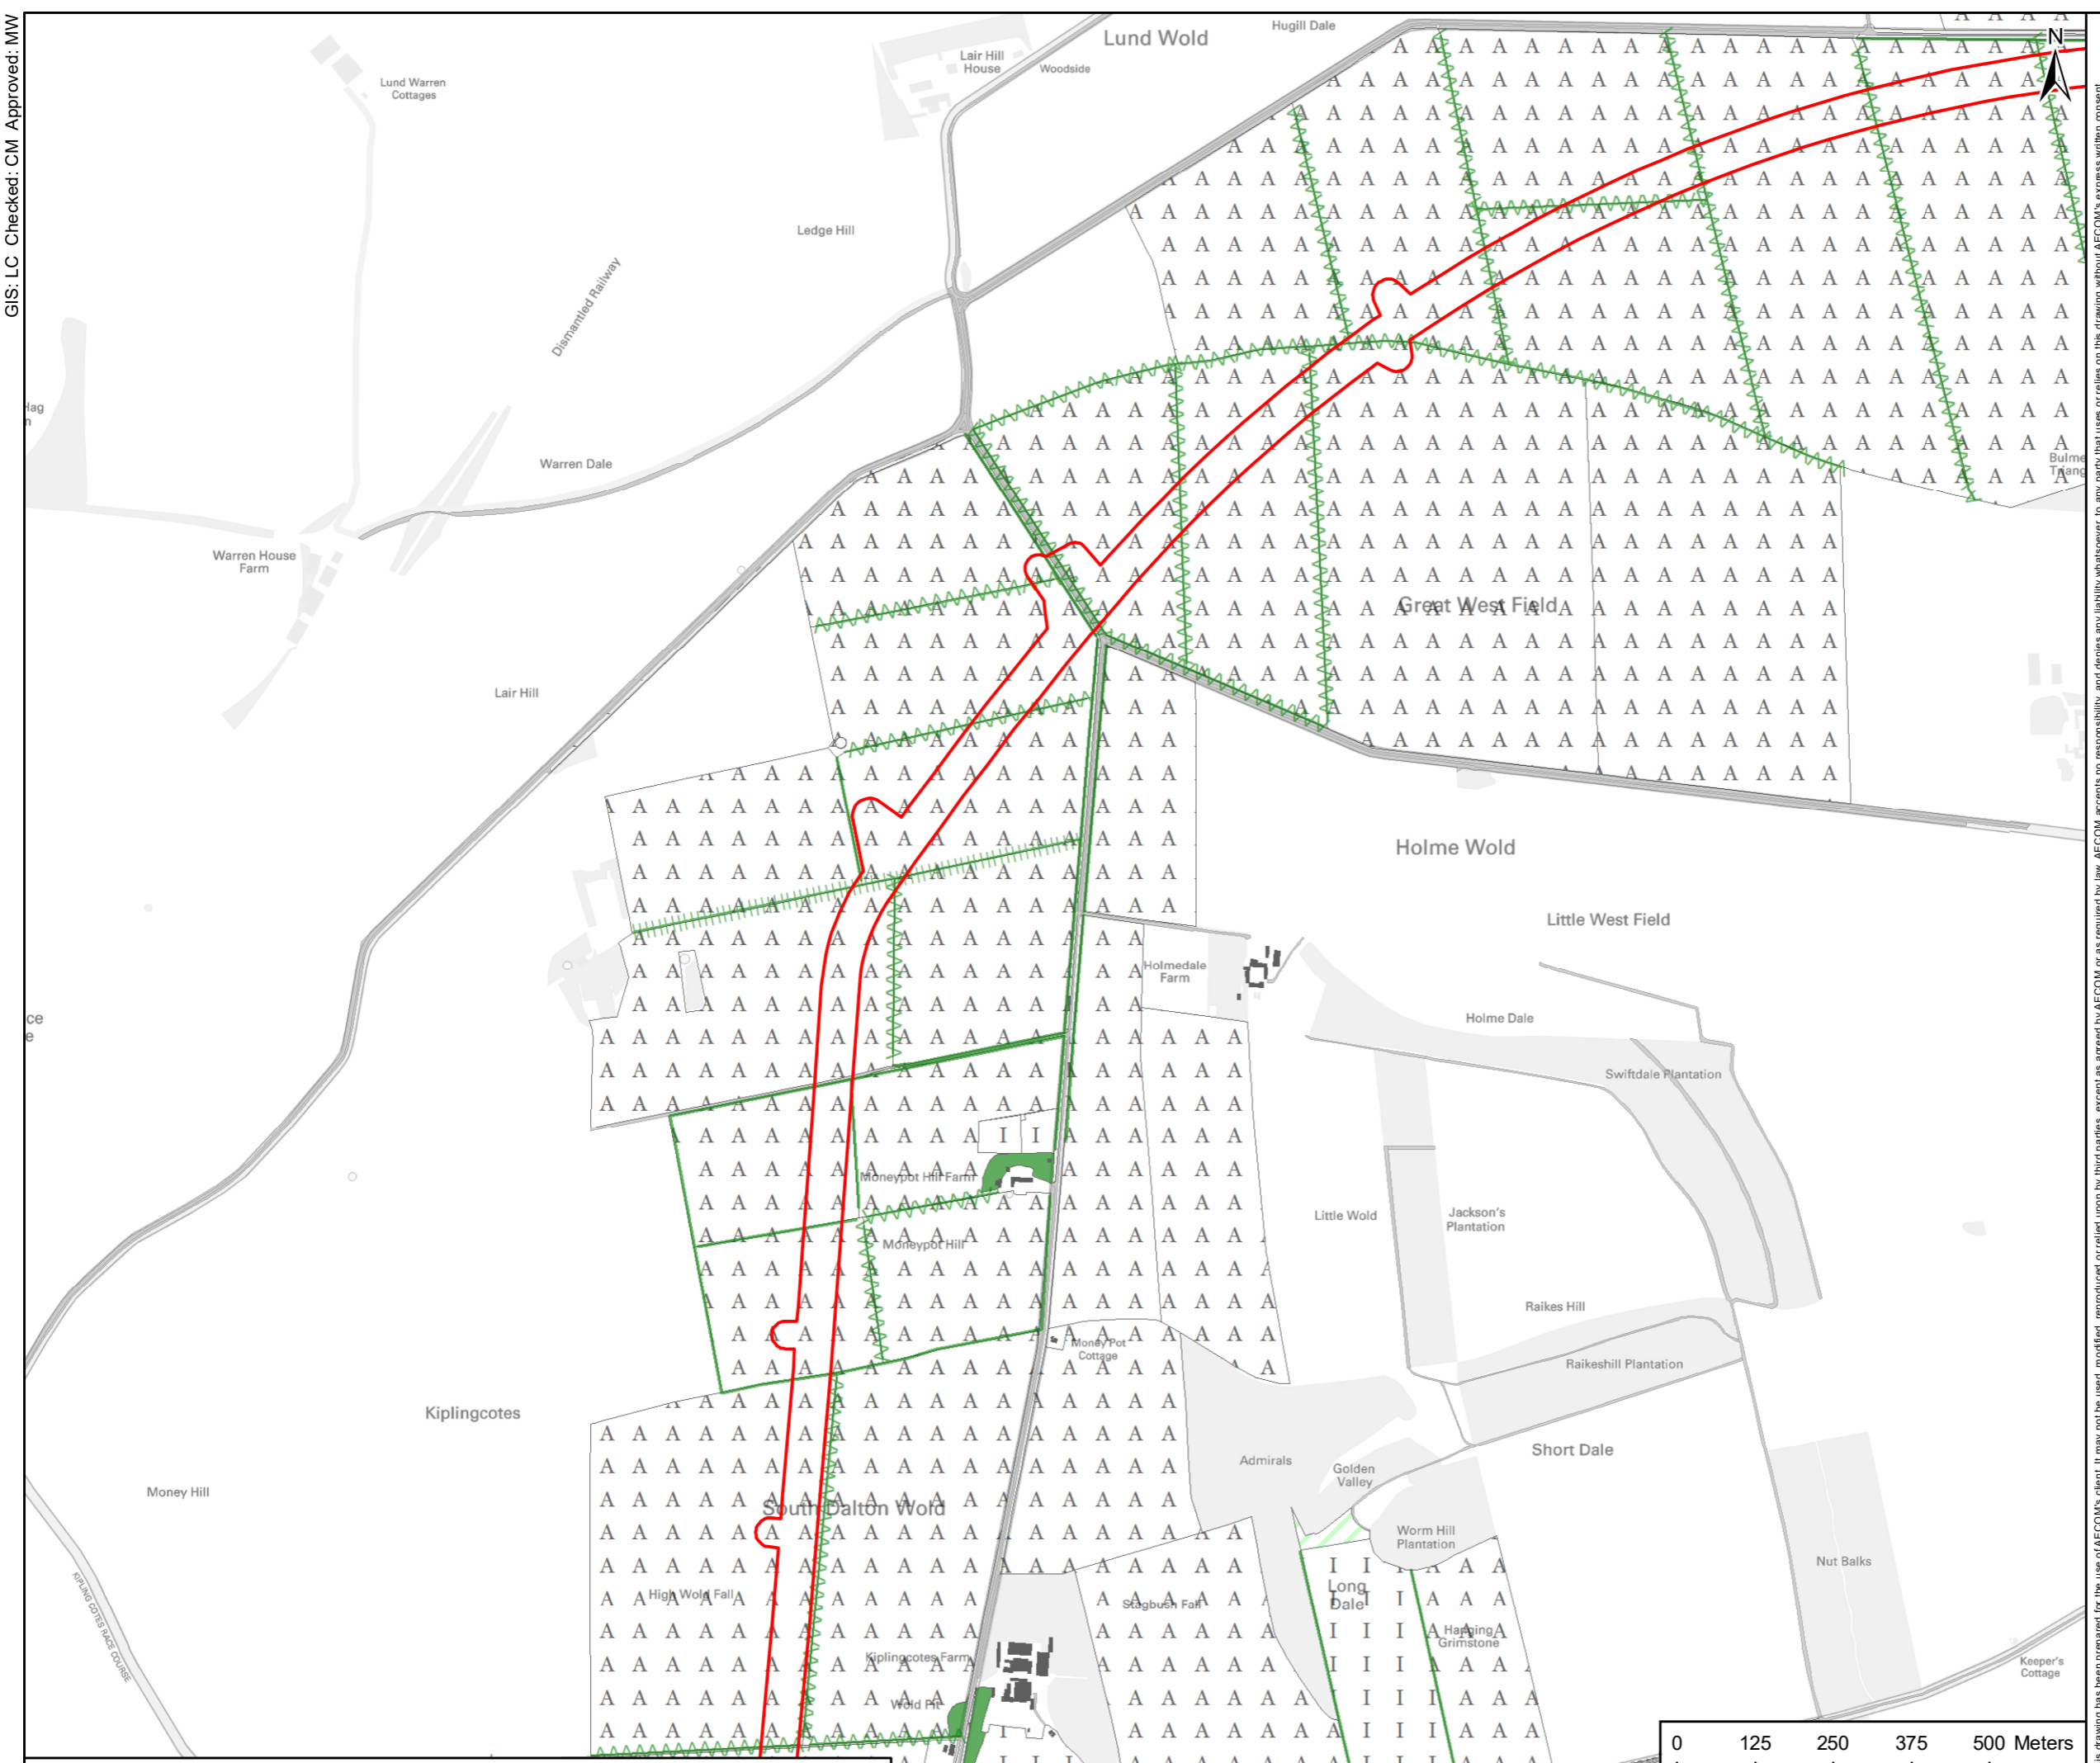 GIS: LC Checked: CM Approved: MW
Lund Wold
Hugill Dale
Lair Hill
House
Woodside
Lund Warren
Cottages
N
Ledge Hill
Dismantled Railway
Warren Dale
Warren House
Farm
Great West Field
Lair Hill
Holme Wold
Little West Field
Holmedale
Farm
Holme Dale
Swiftdale Plantation
Moneypot Hill Farm
Moneypot Hill
Little Wold
Jackson's
Plantation
Raikes Hill
Money Pot
Cottage
Raikeshill Plantation
Kiplingcotes
Short Dale
Admirals
Golden
Valley
Money Hill
South Dalton Wold
Worm Hill
Plantation
Nut Balks
High Wold Fall
Stagbush Fall
Long
Dale
Hanging
Grimstone
KIPLING COTES RACE COURSE
Kiplingcotes Farm
Keeper's
Cottage
Wold Pit
0 125 250 375 500 Meters